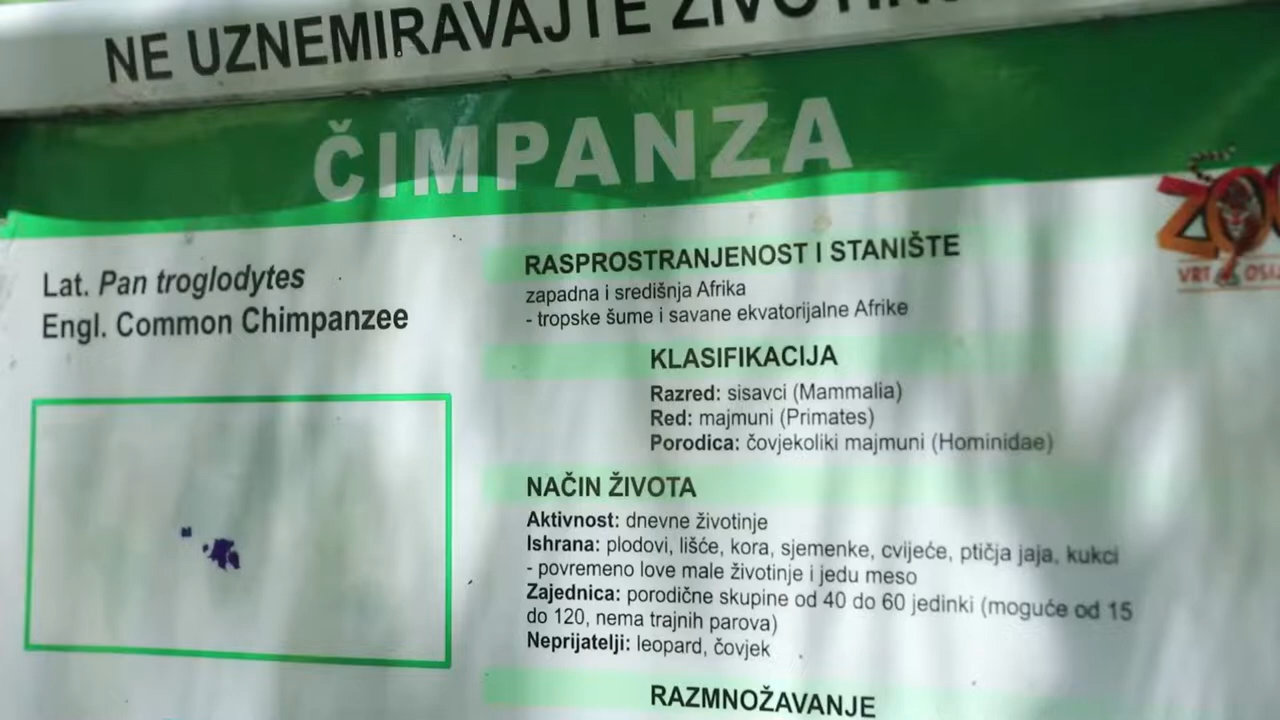 NE UZNEMIRAVAJTE
ČIMPANZA
Lat. Pan troglodytes
Engl. Common Chimpanzee
RASPROSTRANJENOST I STANIŠTE
zapadna i središnja Afrika
- tropske šume i savane ekvatorijalne Afrike
KLASIFIKACIJA
Razred: sisavci (Mammalia)
Red: majmuni (Primates)
Porodica: čovjekoliki majmuni (Hominidae)
NAČIN ŽIVOTA
Aktivnost: dnevne životinje
Ishrana: plodovi, lišće, kora, sjemenke, cvijeće, ptičja jaja, kukci
- povremeno love male životinje i jedu meso
Zajednica: porodične skupine od 40 do 60 jedinki (moguće od 15
do 120, nema trajnih parova)
Neprijatelji: leopard, čovjek
RAZMNOŽAVANJE
VRT